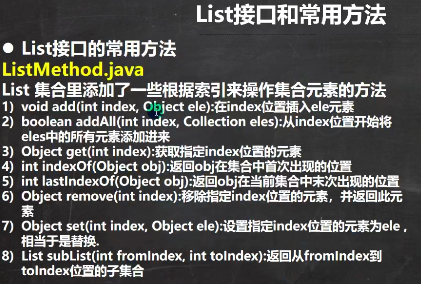 List接口和常用方法
● List接口的常用方法
ListMethod.java
List 集合里添加了一些根据索引来操作集合元素的方法
1) void add(int index, Object ele):在index位置插入ele元素
2) boolean addAll(int index, Collection eles):从index位置开始将
eles中的所有元素添加进来
3) Object get(int index):获取指定index位置的元素
4) int indexOf(Object obj):返回obj在集合中首次出现的位置
5) int lastIndexOf(Object obj):返回obj在当前集合中末次出现的位置
6) Object remove(int index):移除指定index位置的元素，并返回此元
素
7) Object set(int index, Object ele):设置指定index位置的元素为ele ,
相当于是替换.
8) List subList(int fromIndex, int toIndex):返回从fromIndex到
toIndex位置的子集合